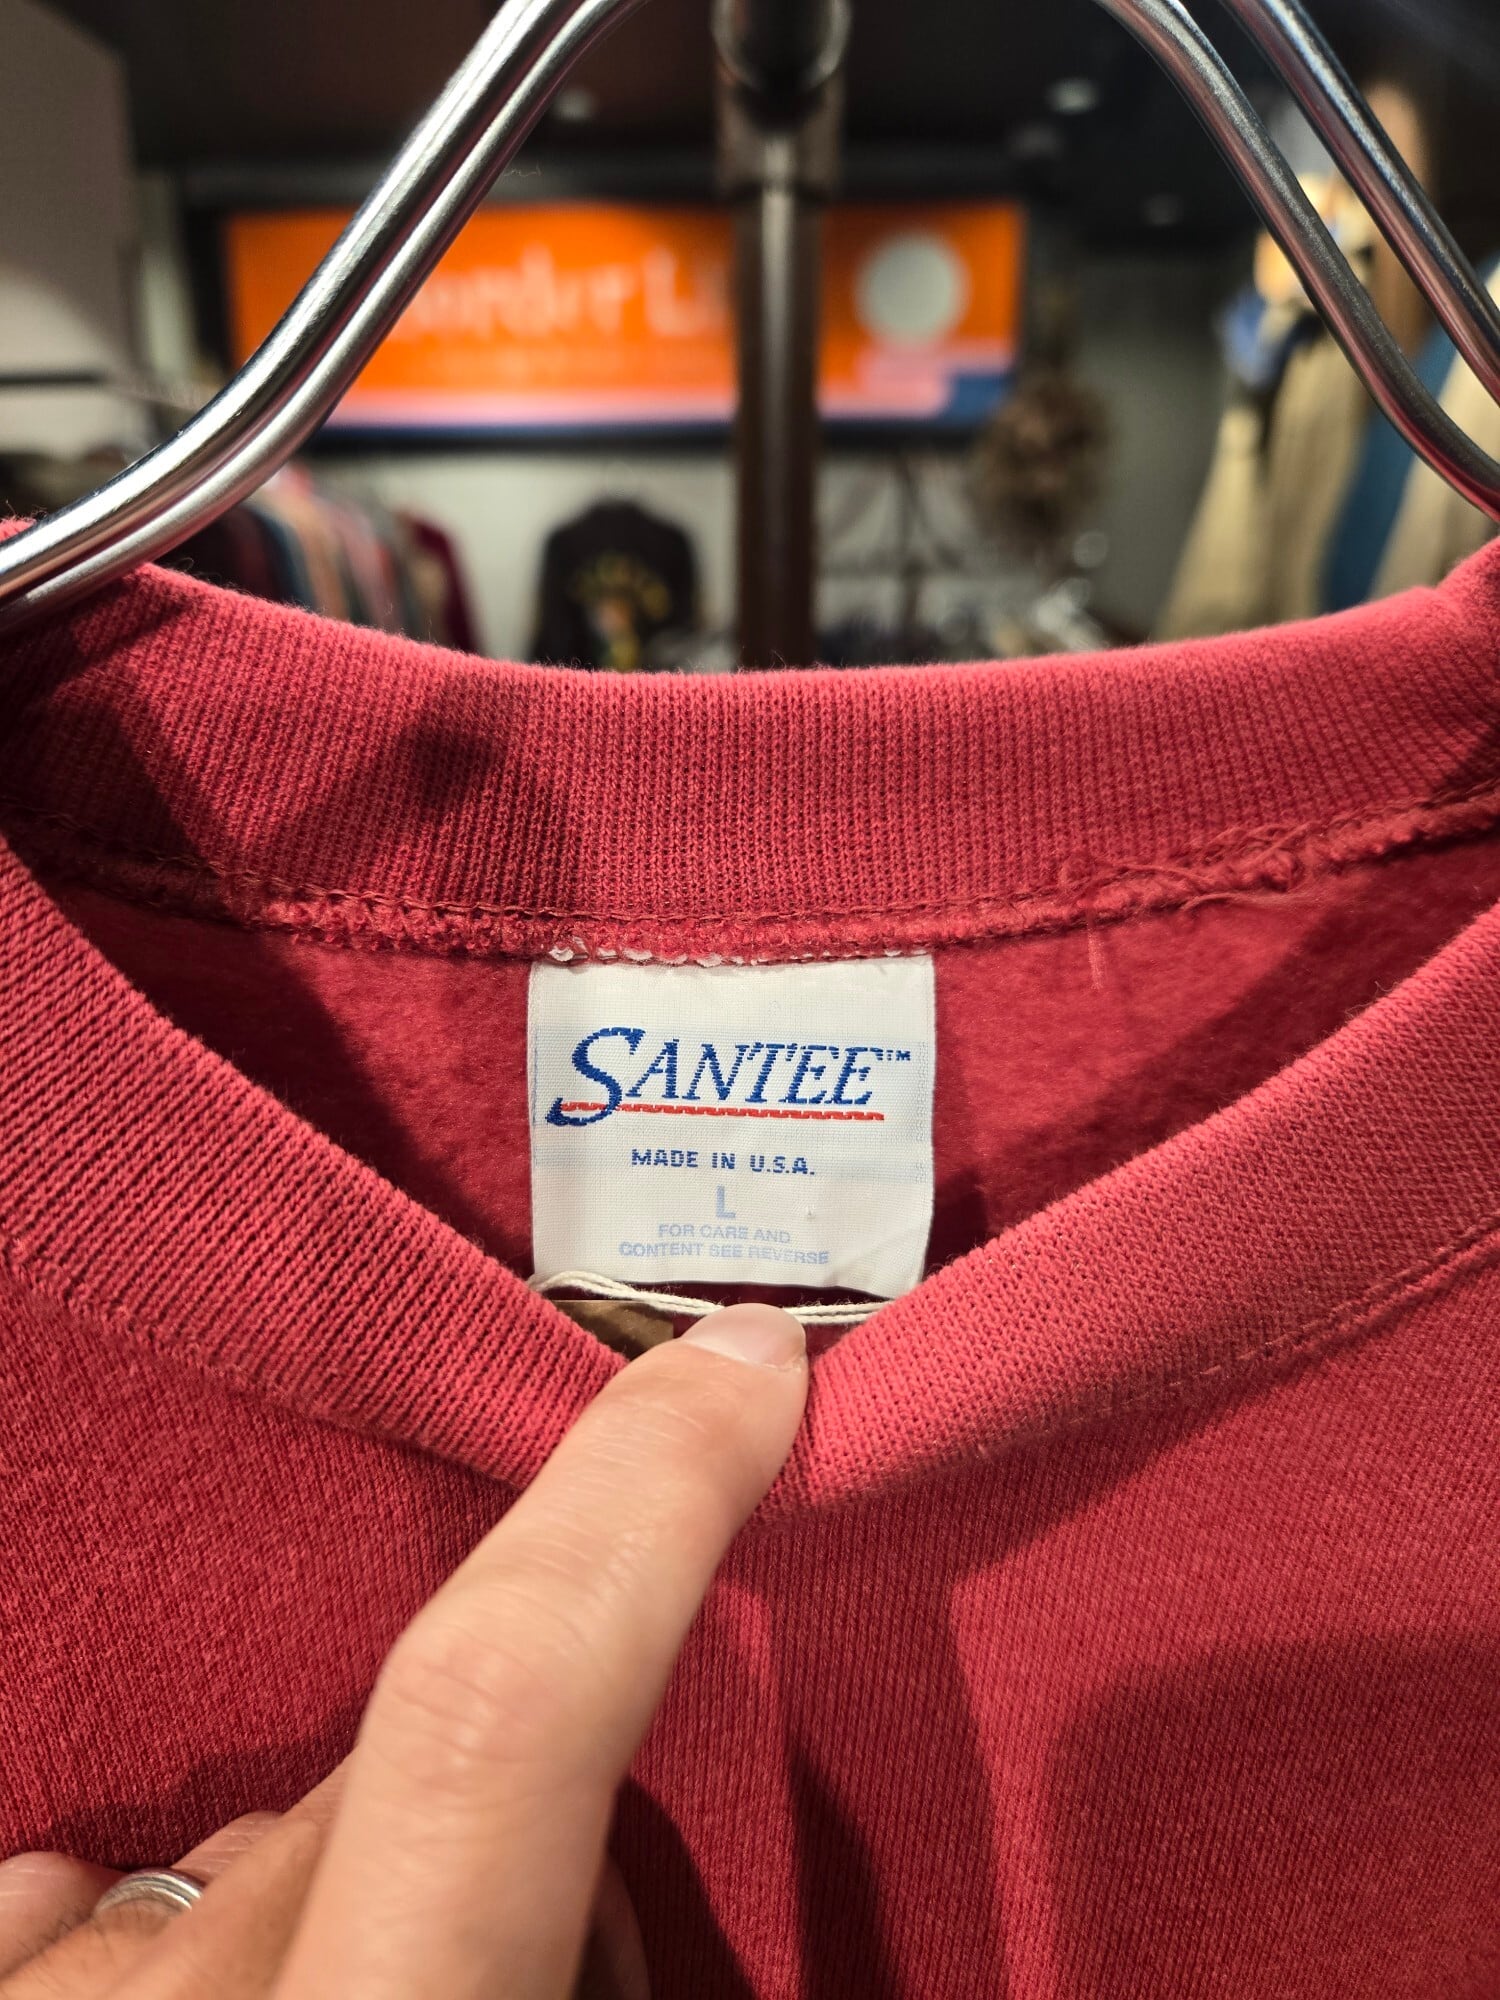 SANTEE™
MADE IN U.S.A.
L
FOR CARE AND
CONTENT SEE REVERSE